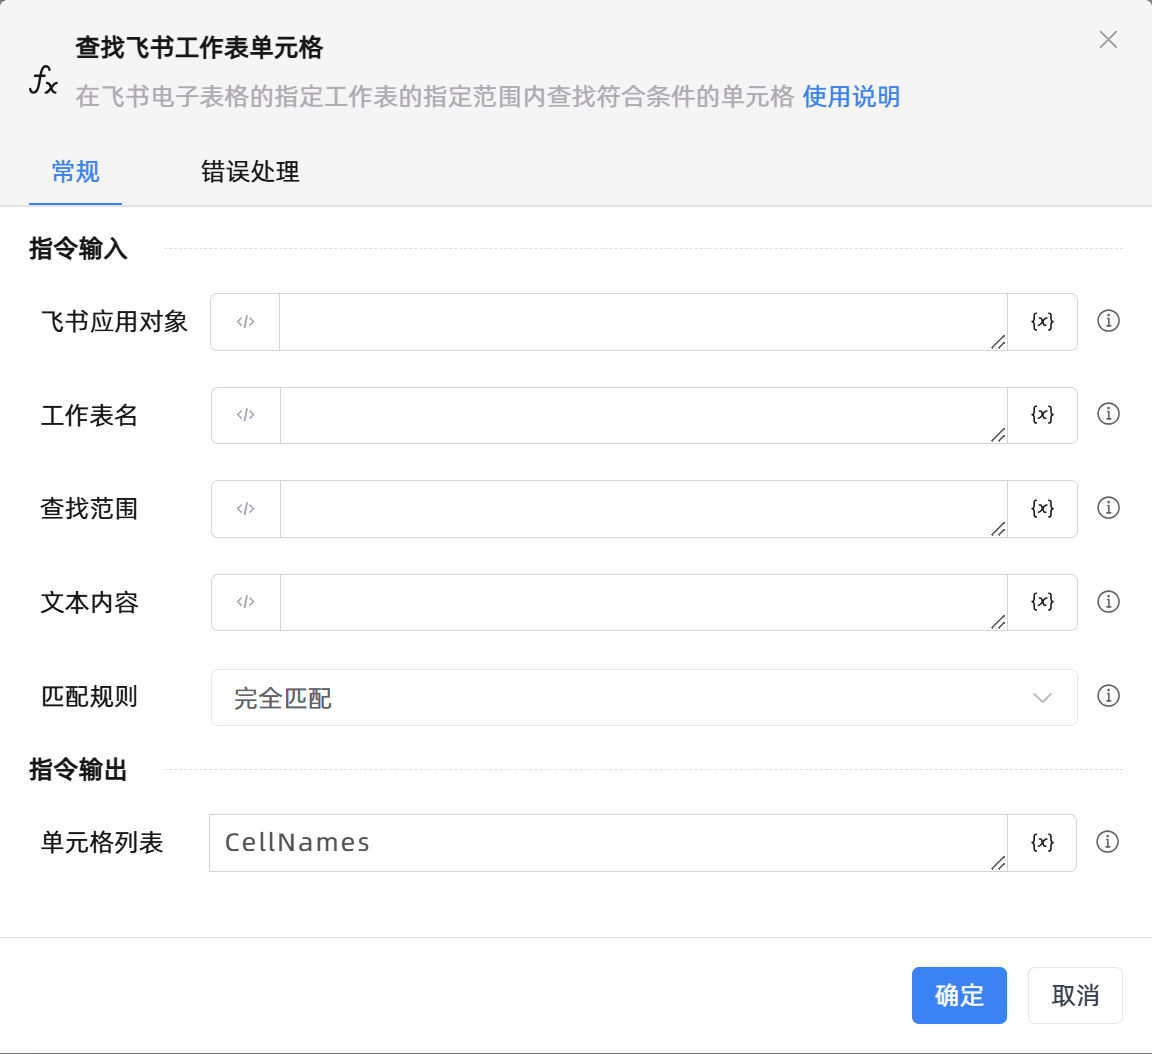 查找飞书工作表单元格
在飞书电子表格的指定工作表的指定范围内查找符合条件的单元格 使用说明
常规 错误处理
指令输入
飞书应用对象 </> {x}
工作表名 </> {x}
查找范围 </> {x}
文本内容 </> {x}
匹配规则 完全匹配
指令输出
单元格列表 CellNames {x}
确定 取消